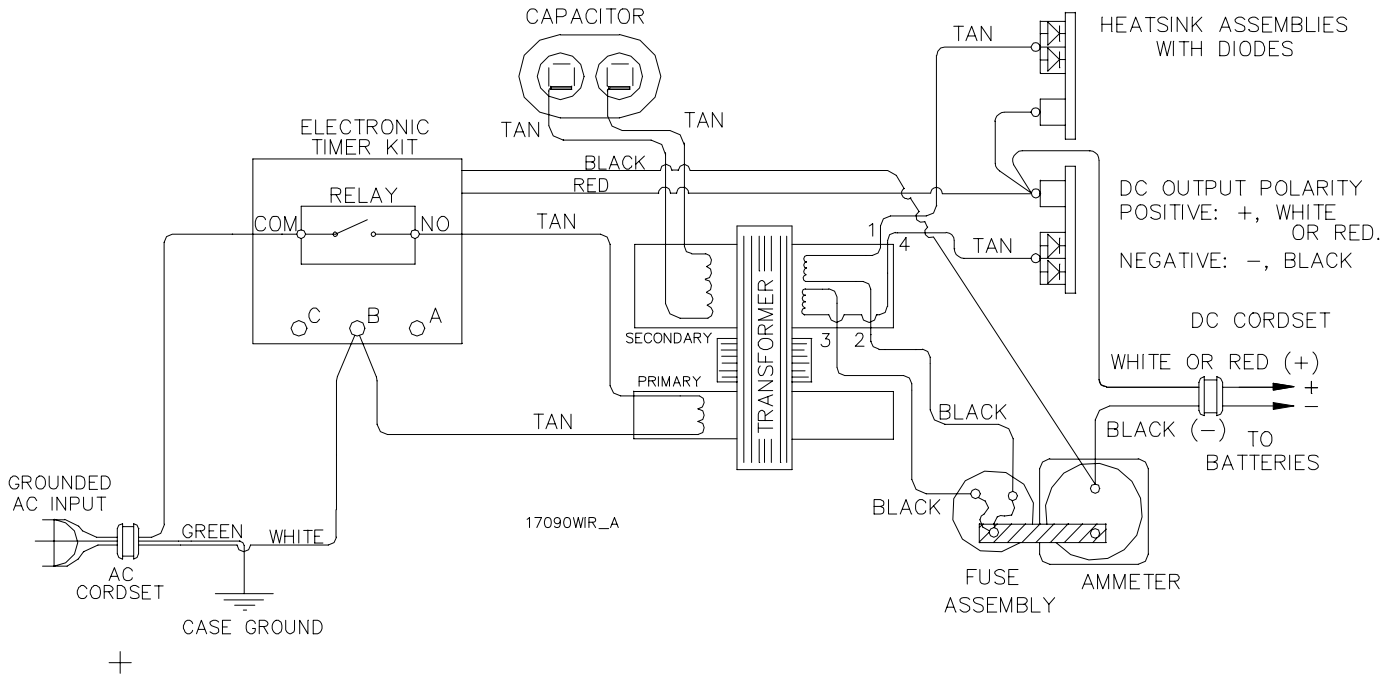 CAPACITOR
TAN
HEATSINK ASSEMBLIES
WITH DIODES
TAN
TAN
ELECTRONIC
TIMER KIT
BLACK
RED
RELAY
COM
NO
TAN
1
4
TAN
DC OUTPUT POLARITY
POSITIVE: +, WHITE
OR RED.
NEGATIVE: -, BLACK
C
B
A
SECONDARY
TRANSFORMER
3
2
DC CORDSET
WHITE OR RED (+)
+
-
PRIMARY
TAN
BLACK
BLACK (-)
TO
BATTERIES
GROUNDED
AC INPUT
GREEN
WHITE
17090WIR_A
BLACK
AC
CORDSET
FUSE
ASSEMBLY
AMMETER
CASE GROUND